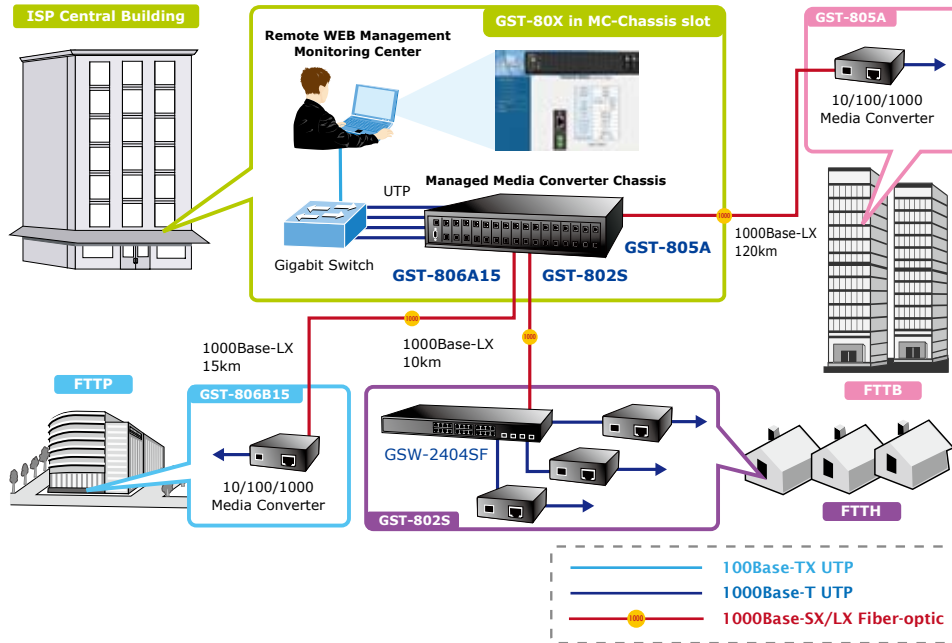 ISP Central Building
GST-80X in MC-Chassis slot
GST-805A
Remote WEB Management
Monitoring Center
10/100/1000
Media Converter
UTP
Managed Media Converter Chassis
1000
1000Base-LX
120km
Gigabit Switch
GST-805A
GST-806A15
GST-802S
1000
1000
1000Base-LX
15km
1000Base-LX
10km
FTTP
GST-806B15
FTTB
GSW-2404SF
10/100/1000
Media Converter
GST-802S
FTTH
100Base-TX UTP
1000Base-T UTP
1000
1000Base-SX/LX Fiber-optic